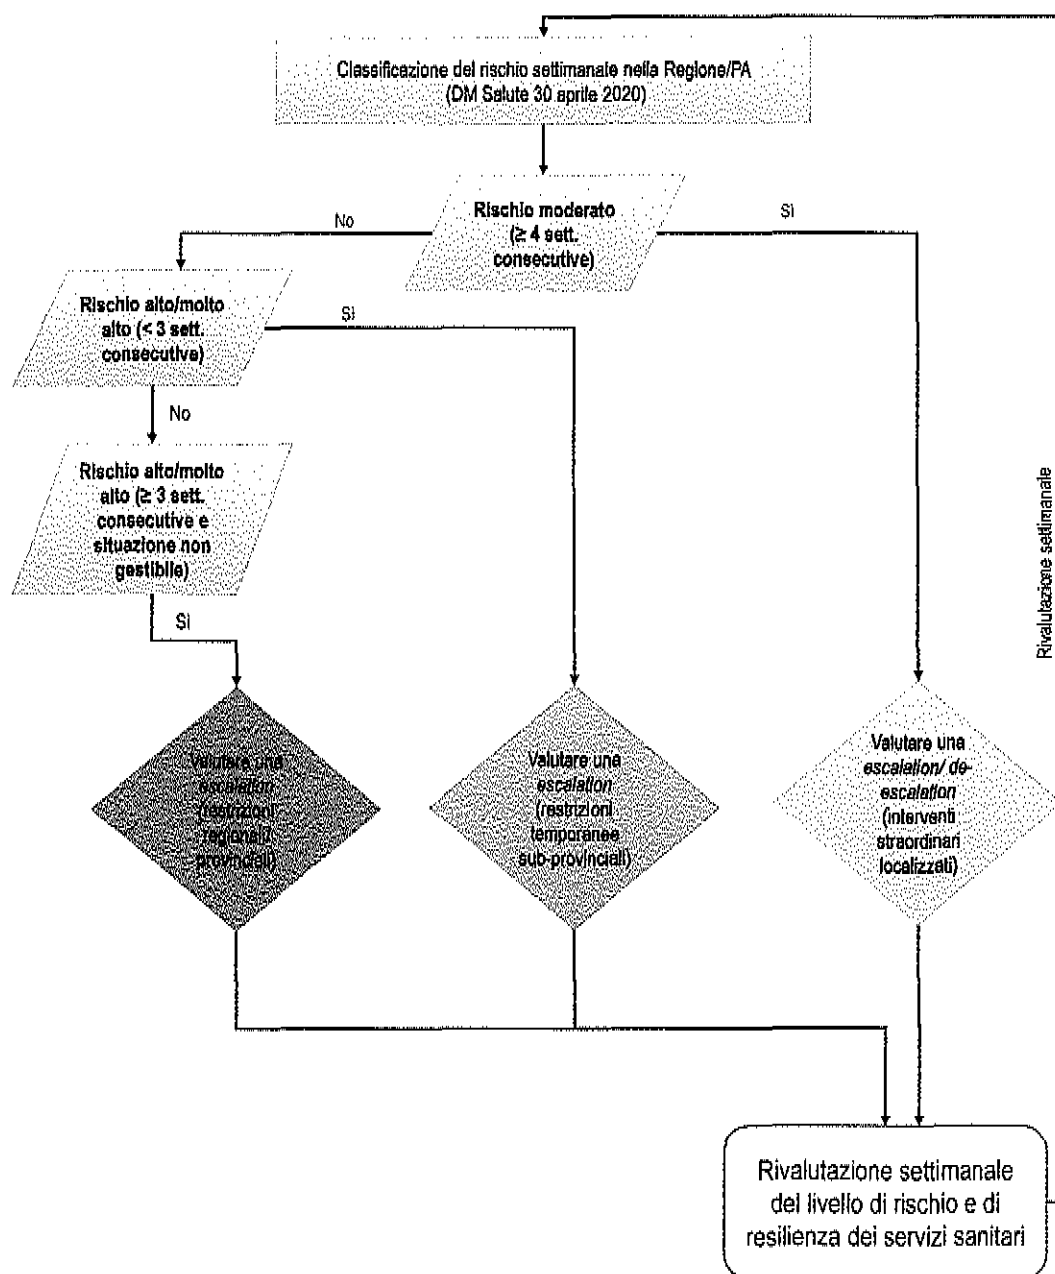 Classificazione del rischio settimanale nella Regione/PA
(DM Salute 30 aprile 2020)
Rischio moderato
(≥ 4 sett.
consecutive)
No
Sì
Rischio alto/molto
alto (< 3 sett.
consecutive)
Sì
No
Rischio alto/molto
alto (≥ 3 sett.
consecutive e
situazione non
gestibile)
Sì
Rivalutazione settimanale
Valutare una
escalation
(restrizioni
regionali/
provinciali)
Valutare una
escalation
(restrizioni
temporanee
sub-provinciali)
Valutare una
escalation/ de-
escalation
(interventi
straordinari
localizzati)
Rivalutazione settimanale
del livello di rischio e di
resilienza dei servizi sanitari